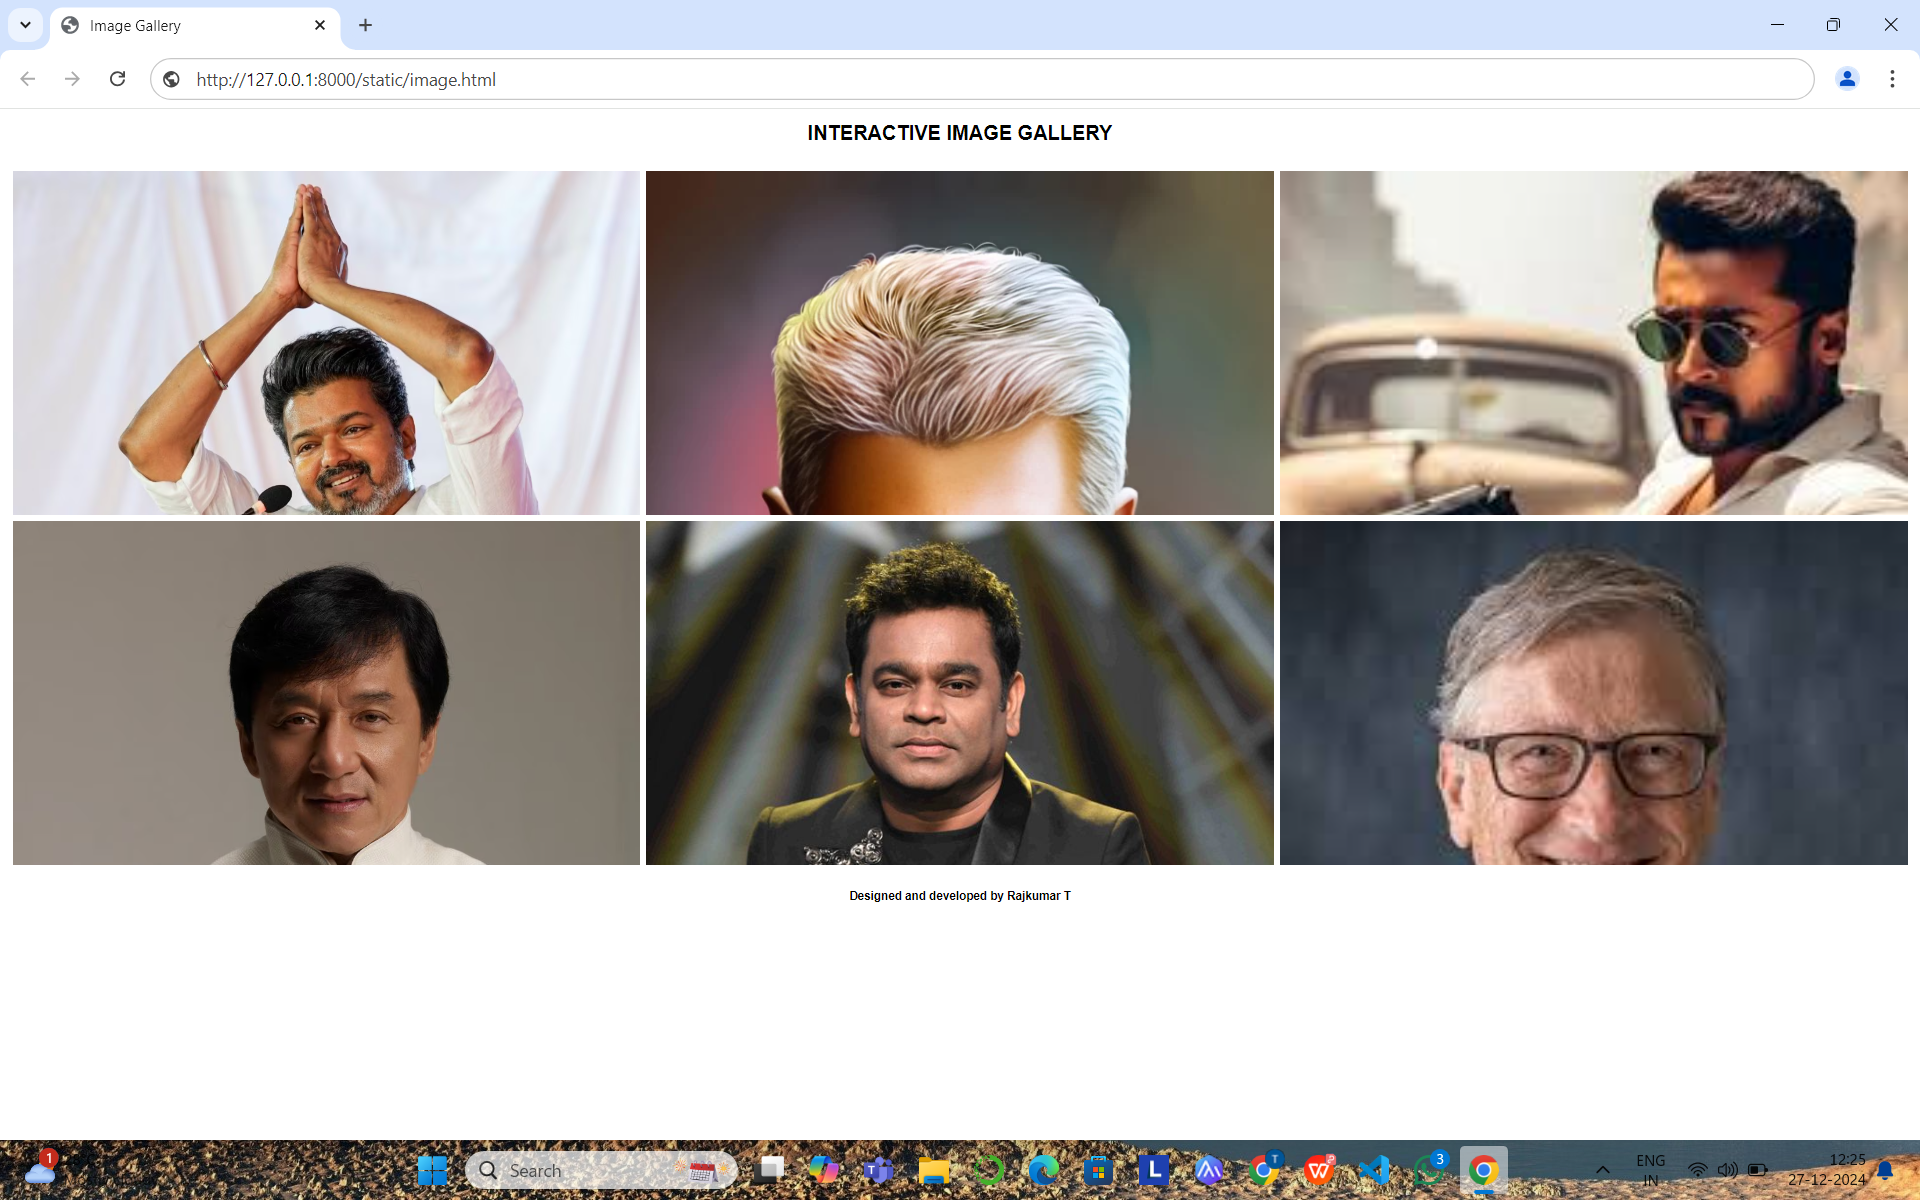 Image Gallery
http://127.0.0.1:8000/static/image.html
INTERACTIVE IMAGE GALLERY
Designed and developed by Rajkumar T
1
Search
T
L
T
W
P
3
ENG
IN
12:25
27-12-2024